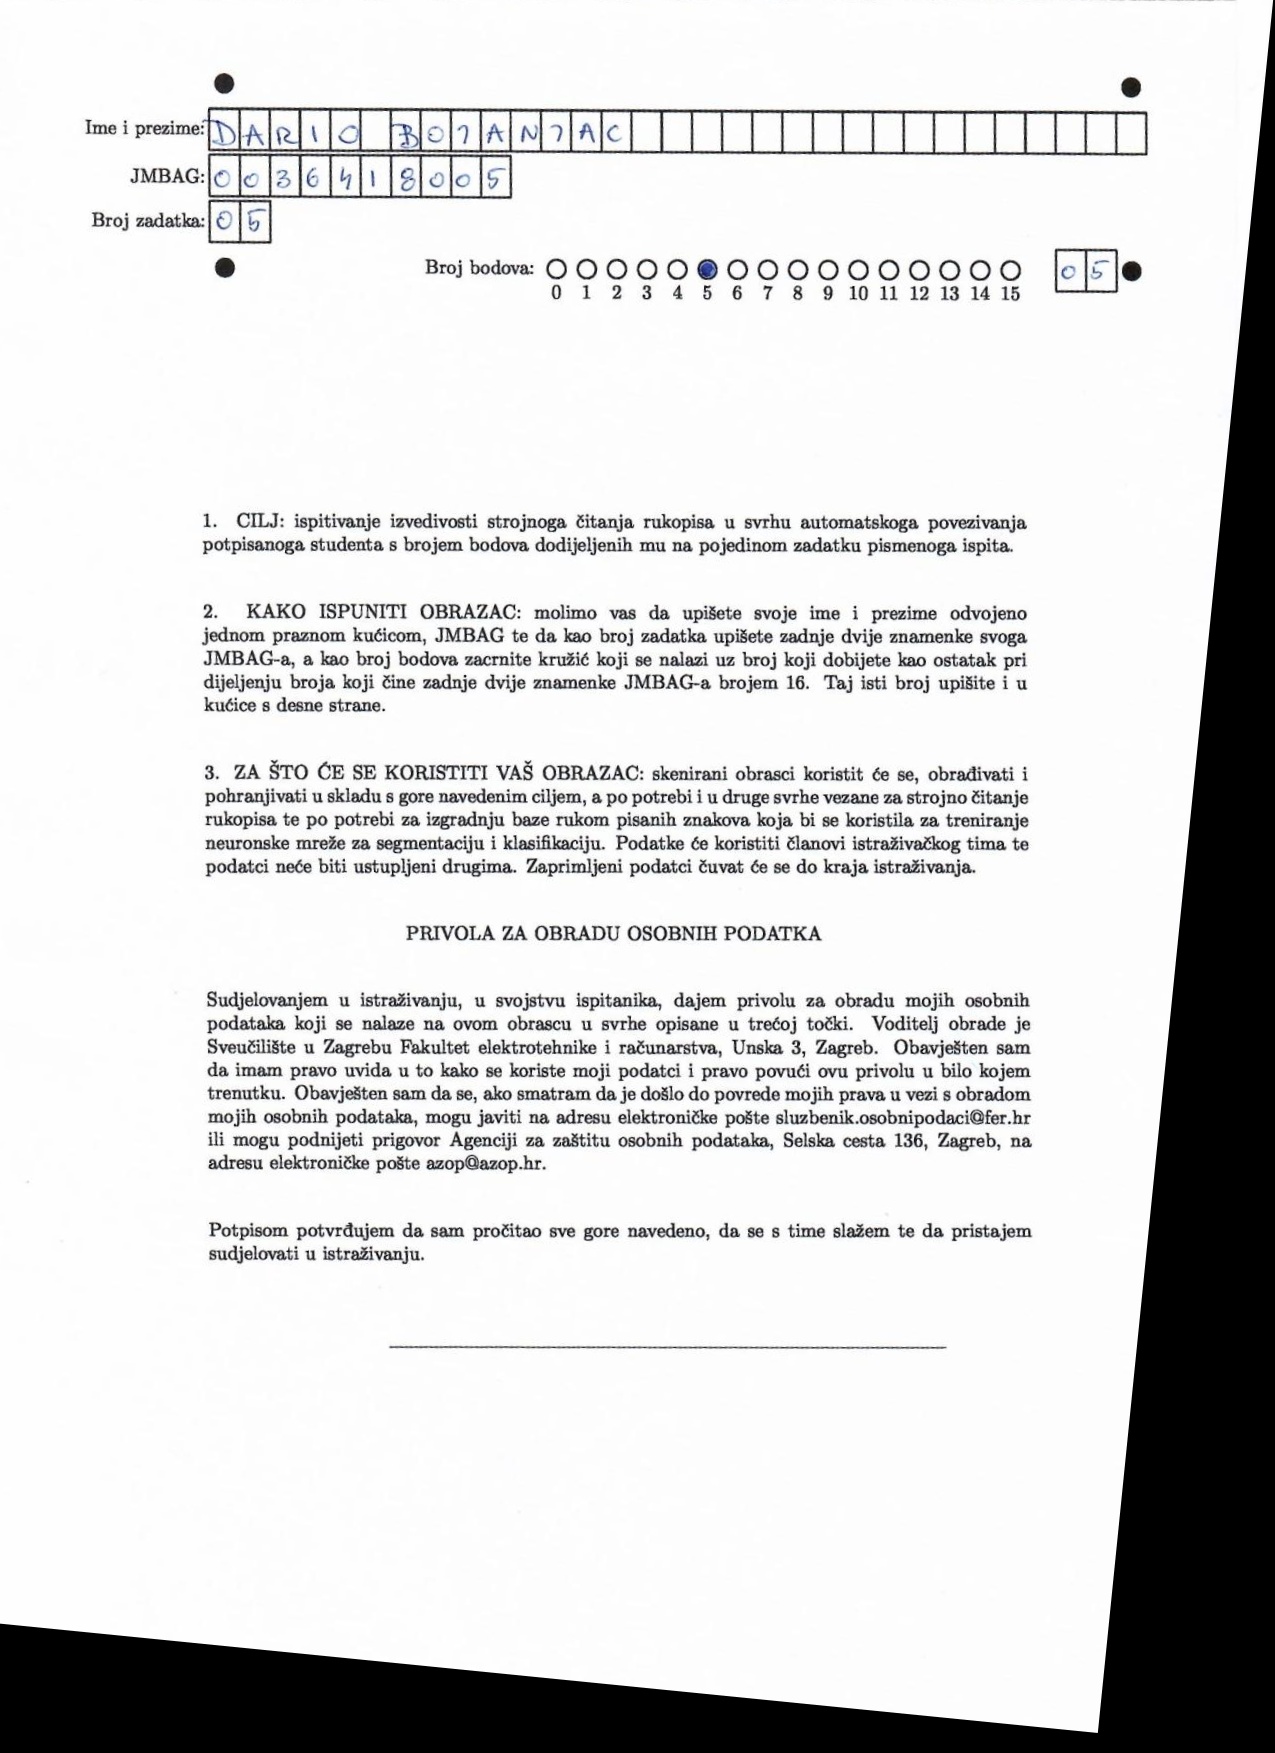 Ime i prezime: DARIO BOJANJAC
JMBAG: 0036418005
Broj zadatka: 05
Broj bodova: 05
0 1 2 3 4 5 6 7 8 9 10 11 12 13 14 15
1. CILJ: ispitivanje izvedivosti strojnoga čitanja rukopisa u svrhu automatskoga povezivanja
potpisanoga studenta s brojem bodova dodijeljenih mu na pojedinom zadatku pismenoga ispita.
2. KAKO ISPUNITI OBRAZAC: molimo vas da upišete svoje ime i prezime odvojeno
jednom praznom kućicom, JMBAG te da kao broj zadatka upišete zadnje dvije znamenke svoga
JMBAG-a, a kao broj bodova zacrnite kružić koji se nalazi uz broj koji dobijete kao ostatak pri
dijeljenju broja koji čine zadnje dvije znamenke JMBAG-a brojem 16. Taj isti broj upišite i u
kućice s desne strane.
3. ZA ŠTO ĆE SE KORISTITI VAŠ OBRAZAC: skenirani obrasci koristit će se, obrađivati i
pohranjivati u skladu s gore navedenim ciljem, a po potrebi i u druge svrhe vezane za strojno čitanje
rukopisa te po potrebi za izgradnju baze rukom pisanih znakova koja bi se koristila za treniranje
neuronske mreže za segmentaciju i klasifikaciju. Podatke će koristiti članovi istraživačkog tima te
podatci neće biti ustupljeni drugima. Zaprimljeni podatci čuvat će se do kraja istraživanja.
PRIVOLA ZA OBRADU OSOBNIH PODATKA
Sudjelovanjem u istraživanju, u svojstvu ispitanika, dajem privolu za obradu mojih osobnih
podataka koji se nalaze na ovom obrascu u svrhe opisane u trećoj točki. Voditelj obrade je
Sveučilište u Zagrebu Fakultet elektrotehnike i računarstva, Unska 3, Zagreb. Obavješten sam
da imam pravo uvida u to kako se koriste moji podatci i pravo povući ovu privolu u bilo kojem
trenutku. Obavješten sam da se, ako smatram da je došlo do povrede mojih prava u vezi s obradom
mojih osobnih podataka, mogu javiti na adresu elektroničke pošte sluzbenik.osobnipodaci@fer.hr
ili mogu podnijeti prigovor Agenciji za zaštitu osobnih podataka, Selska cesta 136, Zagreb, na
adresu elektroničke pošte azop@azop.hr.
Potpisom potvrđujem da sam pročitao sve gore navedeno, da se s time slažem te da pristajem
sudjelovati u istraživanju.